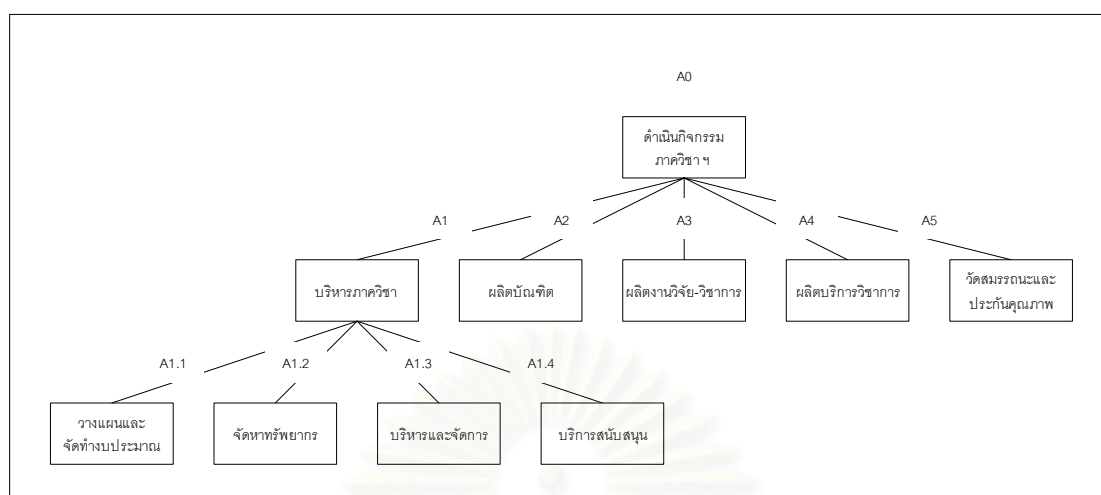 A0
ดำเนินกิจกรรม
ภาควิชา ฯ
A1 A2 A3 A4 A5
บริหารภาควิชา ผลิตบัณฑิต ผลิตงานวิจัย-วิชาการ ผลิตบริการวิชาการ วัดสมรรถนะและ
ประกันคุณภาพ
A1.1 A1.2 A1.3 A1.4
วางแผนและ
จัดทำงบประมาณ จัดหาทรัพยากร บริหารและจัดการ บริการสนับสนุน